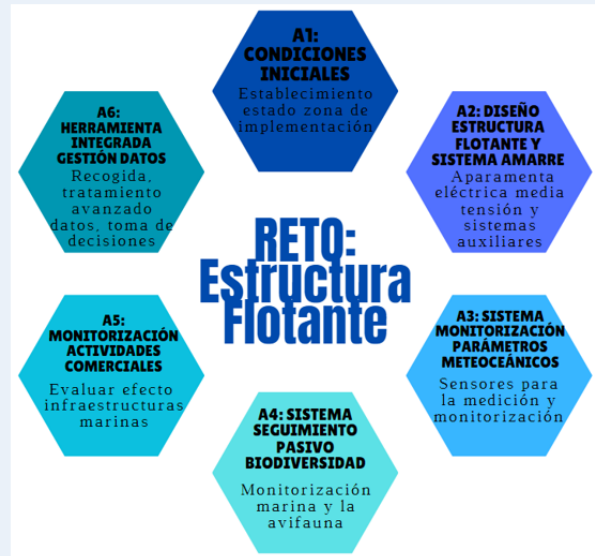 A1:
CONDICIONES
INICIALES
Establecimiento
estado zona de
implementación
A2: DISEÑO
ESTRUCTURA
FLOTANTE Y
SISTEMA AMARRE
Aparamenta
eléctrica media
tensión y
sistemas
auxiliares
A3: SISTEMA
MONITORIZACIÓN
PARÁMETROS
METEOCEÁNICOS
Sensores para
la medición y
monitorización
A4: SISTEMA
SEGUIMIENTO
PASIVO
BIODIVERSIDAD
Monitorización
marina y la
avifauna
A5:
MONITORIZACIÓN
ACTIVIDADES
COMERCIALES
Evaluar efecto
infraestructuras
marinas
A6:
HERRAMIENTA
INTEGRADA
GESTIÓN DATOS
Recogida,
tratamiento
avanzado
datos, toma de
decisiones
RETO:
Estructura
Flotante